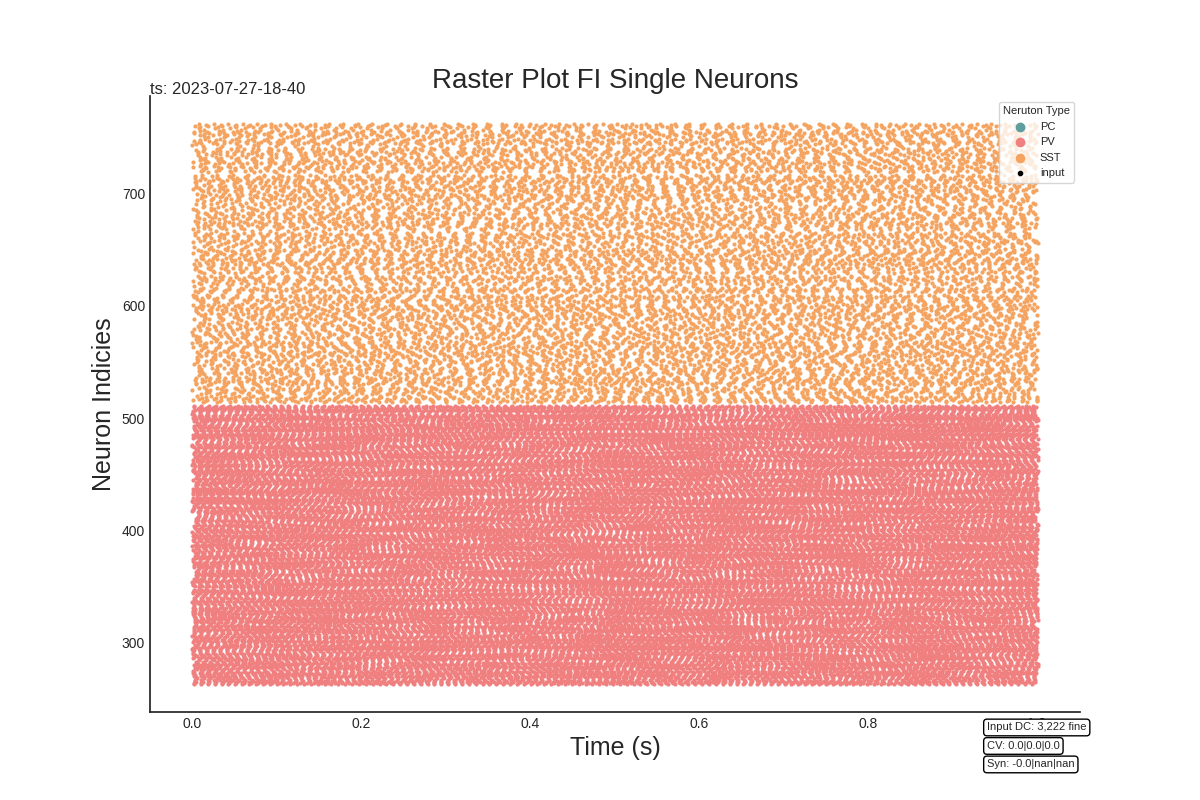 Raster Plot FI Single Neurons
ts: 2023-07-27-18-40
Neruton Type
PC
PV
SST
input
700
600
500
400
300
Neuron Indicies
0.0 0.2 0.4 0.6 0.8
Time (s)
Input DC: 3,222 fine
CV: 0.0|0.0|0.0
Syn: -0.0|nan|nan